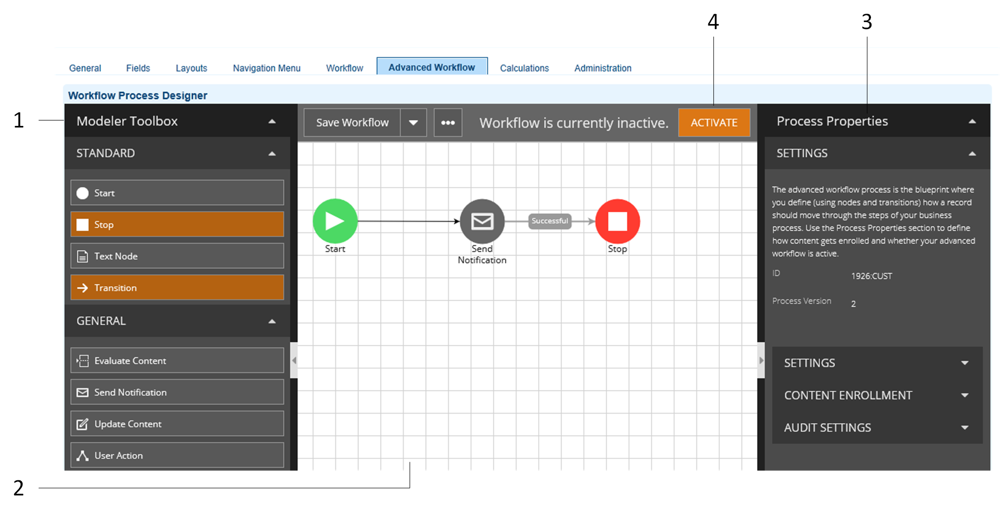 4 3
General Fields Layouts Navigation Menu Workflow Advanced Workflow Calculations Administration
Workflow Process Designer
1
Modeler Toolbox
STANDARD
Start
Stop
Text Node
Transition
GENERAL
Evaluate Content
Send Notification
Update Content
User Action
2
Save Workflow
Workflow is currently inactive.
ACTIVATE
Start
Send
Notification
Successful
Stop
Process Properties
SETTINGS
The advanced workflow process is the blueprint where
you define (using nodes and transitions) how a record
should move through the steps of your business
process. Use the Process Properties section to define
how content gets enrolled and whether your advanced
workflow is active.
ID 1926:CUST
Process Version 2
SETTINGS
CONTENT ENROLLMENT
AUDIT SETTINGS